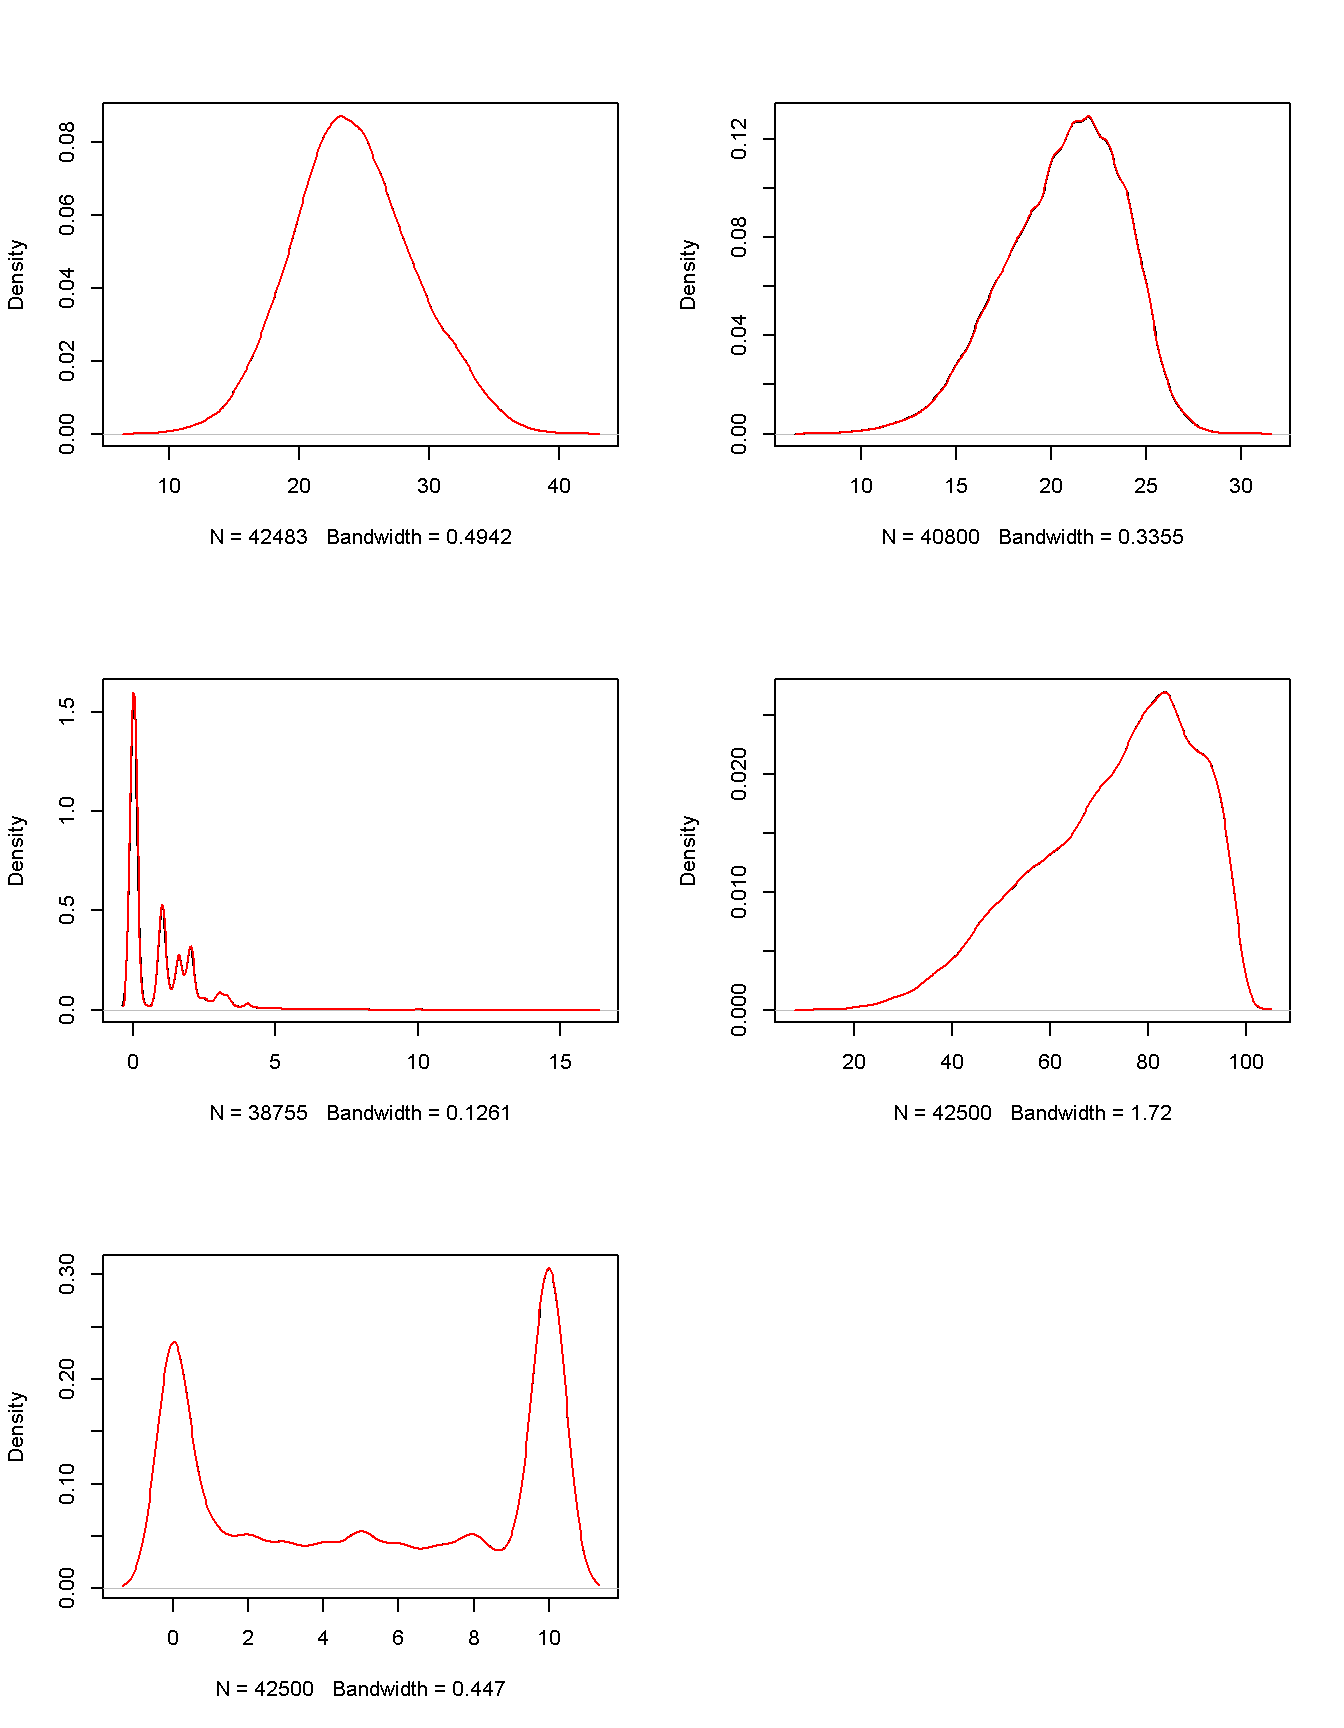 Density
0.00 0.02 0.04 0.06 0.08
10 20 30 40
N = 42483 Bandwidth = 0.4942
Density
0.00 0.04 0.08 0.12
10 15 20 25 30
N = 40800 Bandwidth = 0.3355
Density
0.0 0.5 1.0 1.5
0 5 10 15
N = 38755 Bandwidth = 0.1261
Density
0.000 0.010 0.020
20 40 60 80 100
N = 42500 Bandwidth = 1.72
Density
0.00 0.10 0.20 0.30
0 2 4 6 8 10
N = 42500 Bandwidth = 0.447